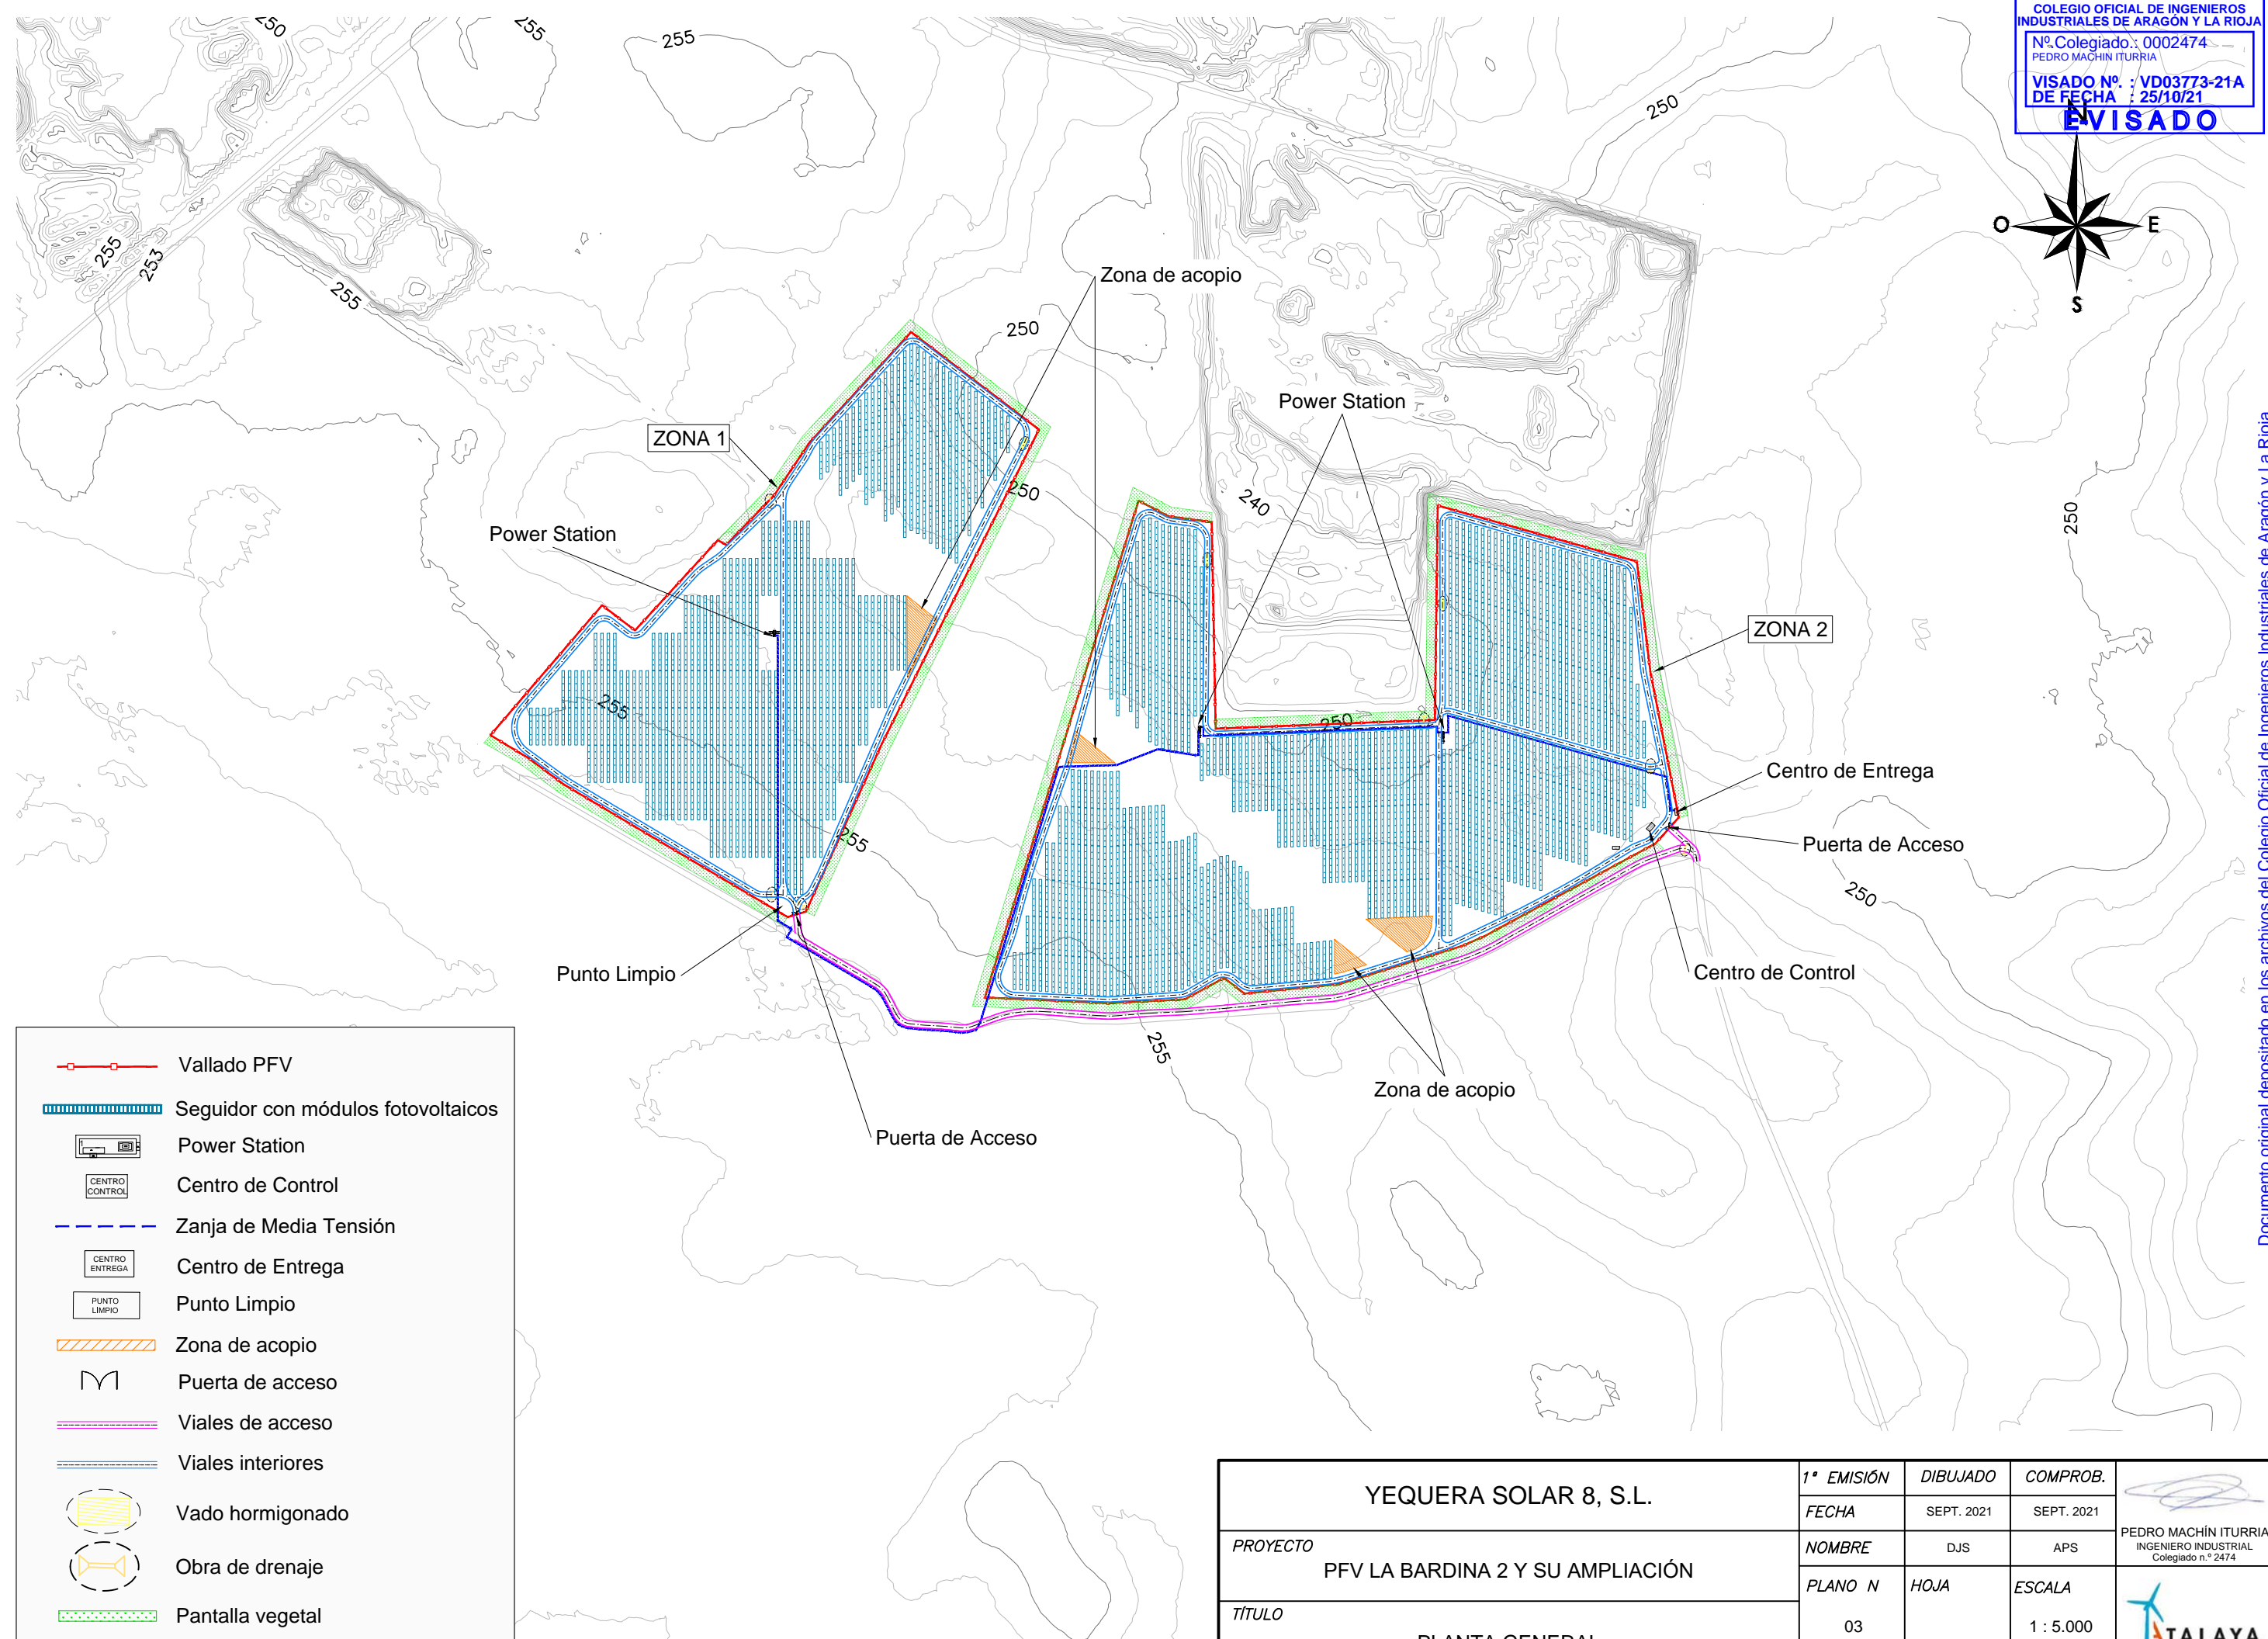 COLEGIO OFICIAL DE INGENIEROS
INDUSTRIALES DE ARAGÓN Y LA RIOJA
Nº.Colegiado.: 0002474
PEDRO MACHIN ITURRIA
VISADO Nº. : VD03773-21A
DE FECHA : 25/10/21
E-VISADO
N
O
E
S
250
255
255
250
255
253
255
Zona de acopio
250
Power Station
ZONA 1
250
240
250
Power Station
ZONA 2
255
250
Centro de Entrega
255
Puerta de Acceso
250
Punto Limpio
Centro de Control
255
Zona de acopio
Puerta de Acceso
Vallado PFV
Seguidor con módulos fotovoltaicos
Power Station
CENTRO
CONTROL
Centro de Control
Zanja de Media Tensión
CENTRO
ENTREGA
Centro de Entrega
PUNTO
LIMPIO
Punto Limpio
Zona de acopio
Puerta de acceso
Viales de acceso
Viales interiores
Vado hormigonado
Obra de drenaje
Pantalla vegetal
YEQUERA SOLAR 8, S.L.
PROYECTO
PFV LA BARDINA 2 Y SU AMPLIACIÓN
TÍTULO
PLANTA GENERAL
1ª EMISIÓN
DIBUJADO
COMPROB.
FECHA
SEPT. 2021
SEPT. 2021
NOMBRE
DJS
APS
PLANO N
HOJA
ESCALA
03
1 : 5.000
PEDRO MACHÍN ITURRIA
INGENIERO INDUSTRIAL
Colegiado n.º 2474
ATALAYA
Documento original depositado en los archivos del Colegio Oficial de Ingenieros Industriales de Aragón y La Rioja